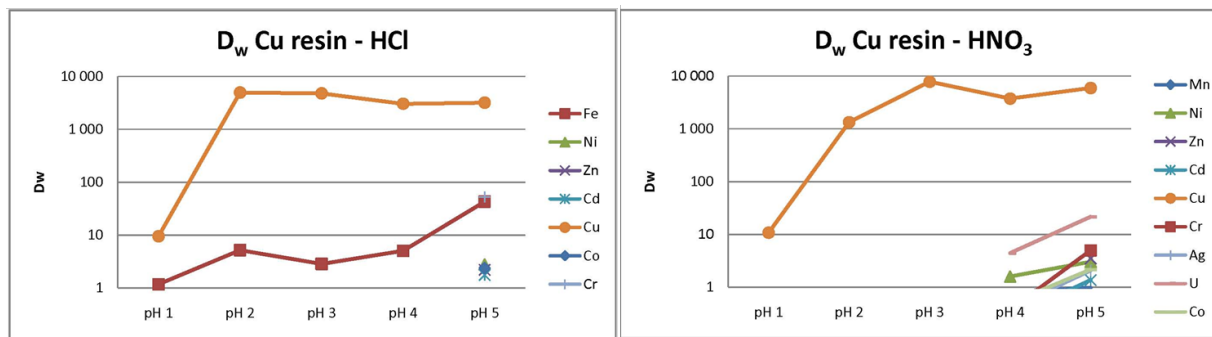 D_w Cu resin - HCl
Dw
10 000
1 000
100
10
1
pH 1 pH 2 pH 3 pH 4 pH 5
Fe
Ni
Zn
Cd
Cu
Co
Cr
D_w Cu resin - HNO₃
Dw
10 000
1 000
100
10
1
pH 1 pH 2 pH 3 pH 4 pH 5
Mn
Ni
Zn
Cd
Cu
Cr
Ag
U
Co